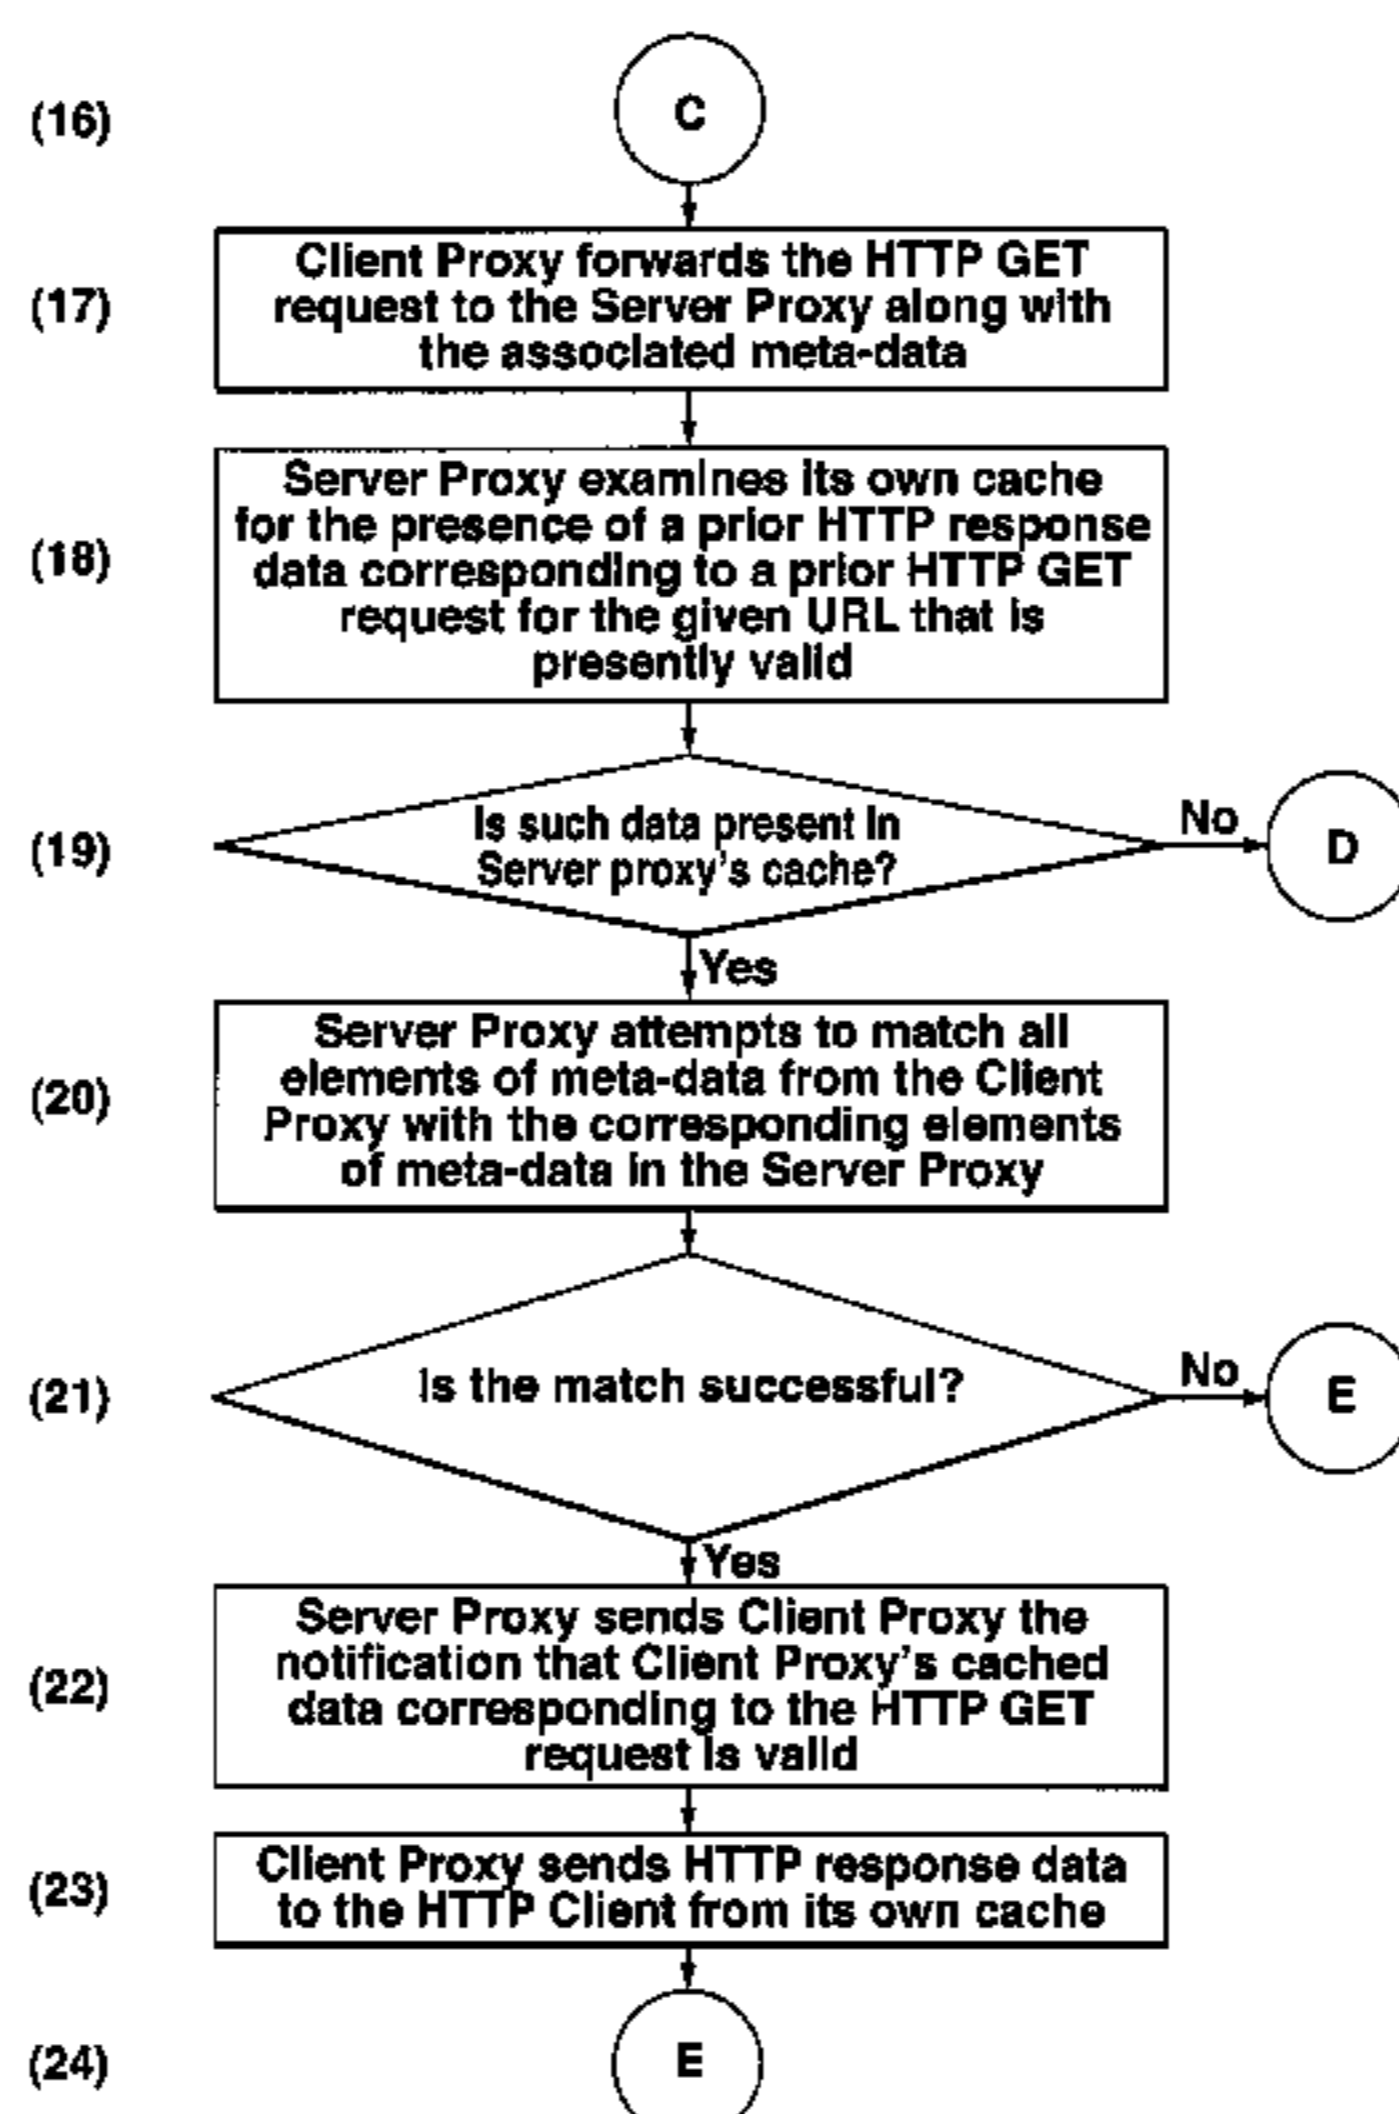 (16)
C
(17)
Client Proxy forwards the HTTP GET
request to the Server Proxy along with
the associated meta-data
(18)
Server Proxy examines its own cache
for the presence of a prior HTTP response
data corresponding to a prior HTTP GET
request for the given URL that is
presently valid
(19)
Is such data present in
Server proxy's cache?
No
D
Yes
(20)
Server Proxy attempts to match all
elements of meta-data from the Client
Proxy with the corresponding elements
of meta-data in the Server Proxy
(21)
Is the match successful?
No
E
Yes
(22)
Server Proxy sends Client Proxy the
notification that Client Proxy's cached
data corresponding to the HTTP GET
request is valid
(23)
Client Proxy sends HTTP response data
to the HTTP Client from its own cache
(24)
E